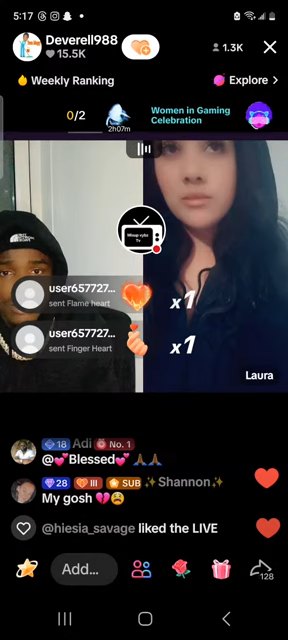 5:17
Deverell988
15.5K
1.3K
Weekly Ranking
Explore >
0/2
2h07m
Women in Gaming
Celebration
user657727...
sent Flame heart
x1
user657727...
sent Finger Heart
x1
Laura
18 Adi No. 1
@💕Blessed💕 🙏🏾 🙏🏾
28 III SUB ✨Shannon✨
My gosh 💔😫
@hiesia_savage liked the LIVE
Add...
128